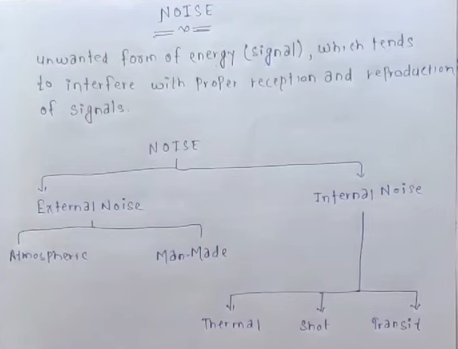 NOISE
unwanted form of energy (signal), which tends
to interfere with proper reception and reproduction
of signals.
NOISE
External Noise Internal Noise
Atmospheric Man-Made
Thermal Shot Transit